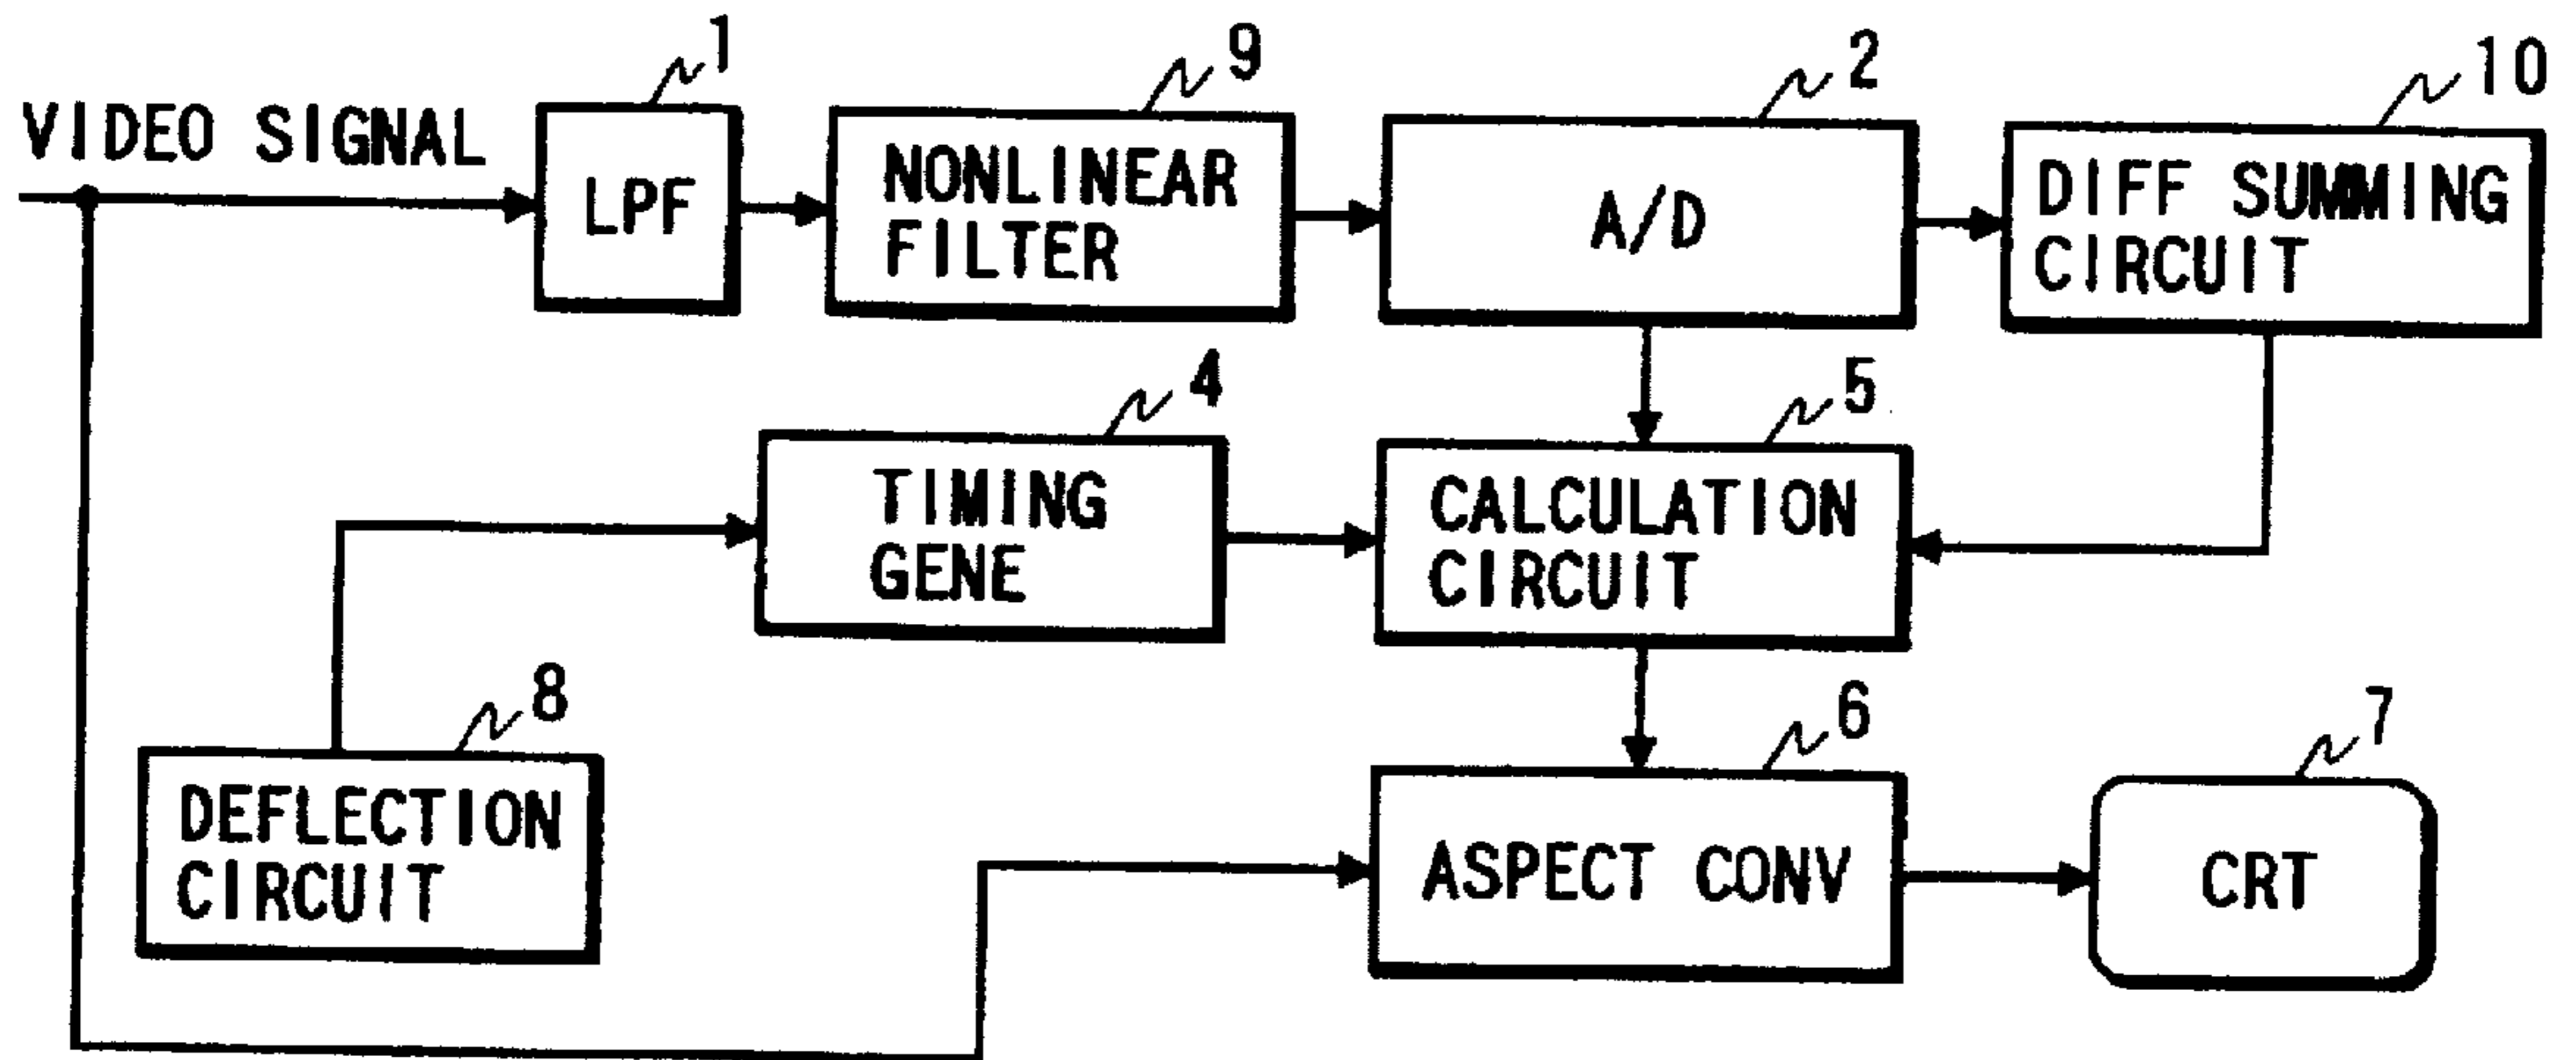 1
9
2
10
VIDEO SIGNAL
LPF
NONLINEAR
FILTER
A/D
DIFF SUMMING
CIRCUIT
4
5
TIMING
GENE
CALCULATION
CIRCUIT
8
6
7
DEFLECTION
CIRCUIT
ASPECT CONV
CRT